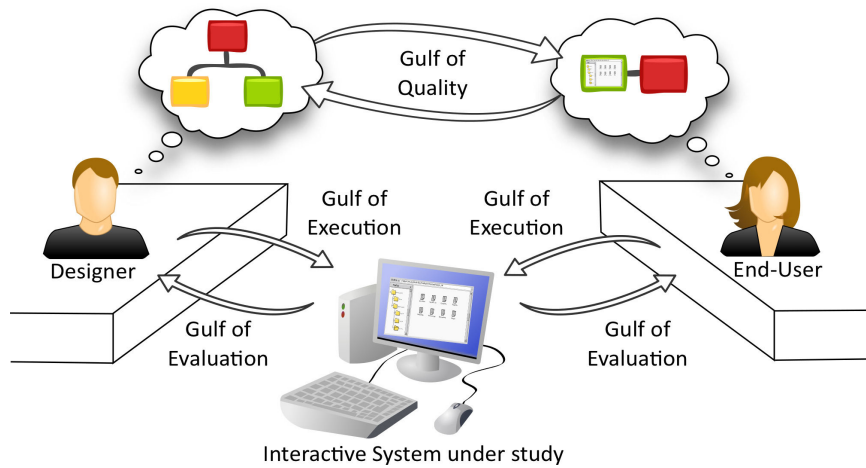 Gulf of
Quality
Gulf of
Execution
Gulf of
Execution
Designer
End-User
Gulf of
Evaluation
Gulf of
Evaluation
Interactive System under study